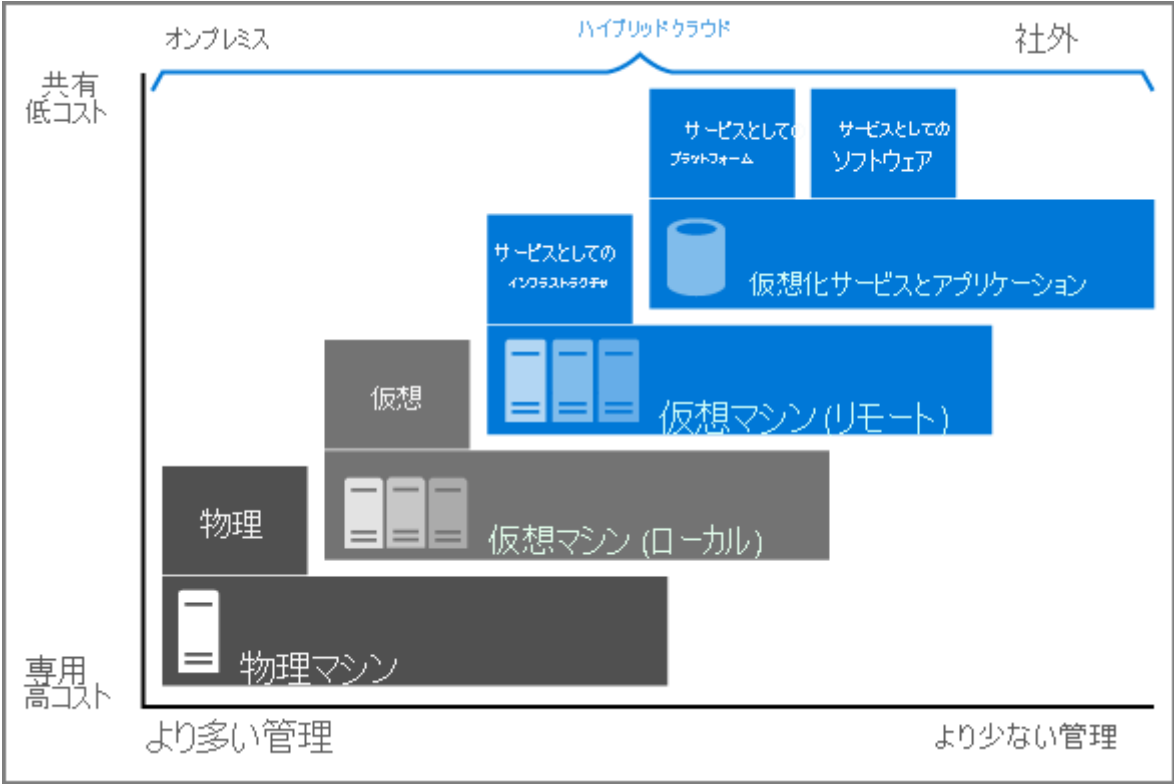 オンプレミス
ハイブリッドクラウド
社外
共有
低コスト
サービスとしての
プラットフォーム
サービスとしての
ソフトウェア
仮想化サービスとアプリケーション
サービスとしての
インフラストラクチャ
仮想マシン (リモート)
仮想
仮想マシン (ローカル)
物理
物理マシン
専用
高コスト
より多い管理
より少ない管理